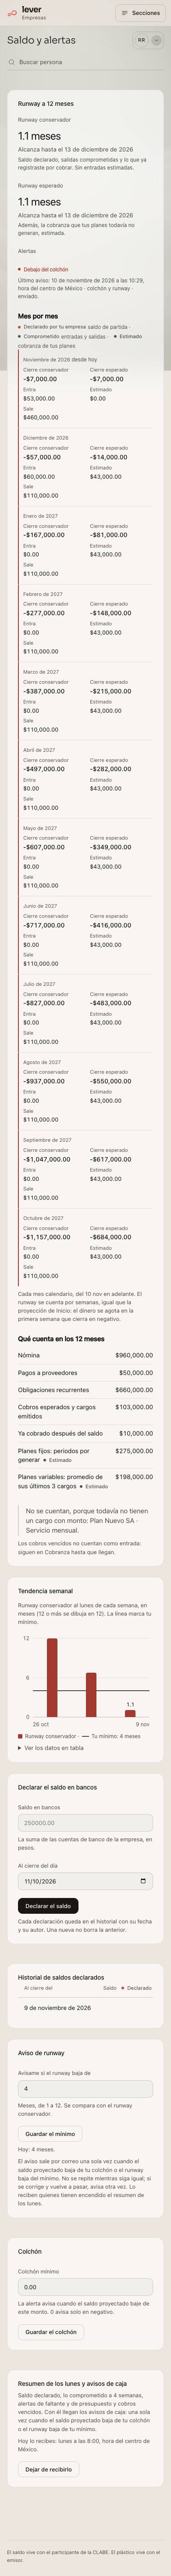 lever
Empresas
Secciones
Saldo y alertas
RR
Buscar persona
Runway a 12 meses
Runway conservador
1.1 meses
Alcanza hasta el 13 de diciembre de 2026
Saldo declarado, salidas comprometidas y lo que ya
registraste por cobrar. Sin entradas estimadas.
Runway esperado
1.1 meses
Alcanza hasta el 13 de diciembre de 2026
Además, la cobranza que tus planes todavía no
generan, estimada.
Alertas
Debajo del colchón
Último aviso: 10 de noviembre de 2026 a las 10:29,
hora del centro de México · colchón y runway ·
enviado.
Mes por mes
Declarado por tu empresa saldo de partida ·
Comprometido entradas y salidas · Estimado
cobranza de tus planes
Noviembre de 2026 desde hoy
Cierre conservador Cierre esperado
-$7,000.00 -$7,000.00
Entra Estimado
$53,000.00 $0.00
Sale
$460,000.00
Diciembre de 2026
Cierre conservador Cierre esperado
-$57,000.00 -$14,000.00
Entra Estimado
$60,000.00 $43,000.00
Sale
$110,000.00
Enero de 2027
Cierre conservador Cierre esperado
-$167,000.00 -$81,000.00
Entra Estimado
$0.00 $43,000.00
Sale
$110,000.00
Febrero de 2027
Cierre conservador Cierre esperado
-$277,000.00 -$148,000.00
Entra Estimado
$0.00 $43,000.00
Sale
$110,000.00
Marzo de 2027
Cierre conservador Cierre esperado
-$387,000.00 -$215,000.00
Entra Estimado
$0.00 $43,000.00
Sale
$110,000.00
Abril de 2027
Cierre conservador Cierre esperado
-$497,000.00 -$282,000.00
Entra Estimado
$0.00 $43,000.00
Sale
$110,000.00
Mayo de 2027
Cierre conservador Cierre esperado
-$607,000.00 -$349,000.00
Entra Estimado
$0.00 $43,000.00
Sale
$110,000.00
Junio de 2027
Cierre conservador Cierre esperado
-$717,000.00 -$416,000.00
Entra Estimado
$0.00 $43,000.00
Sale
$110,000.00
Julio de 2027
Cierre conservador Cierre esperado
-$827,000.00 -$483,000.00
Entra Estimado
$0.00 $43,000.00
Sale
$110,000.00
Agosto de 2027
Cierre conservador Cierre esperado
-$937,000.00 -$550,000.00
Entra Estimado
$0.00 $43,000.00
Sale
$110,000.00
Septiembre de 2027
Cierre conservador Cierre esperado
-$1,047,000.00 -$617,000.00
Entra Estimado
$0.00 $43,000.00
Sale
$110,000.00
Octubre de 2027
Cierre conservador Cierre esperado
-$1,157,000.00 -$684,000.00
Entra Estimado
$0.00 $43,000.00
Sale
$110,000.00
Cada mes calendario, del 10 nov en adelante. El
runway se cuenta por semanas, igual que la
proyección de Inicio: el dinero se agota en la
primera semana que cierra en negativo.
Qué cuenta en los 12 meses
Nómina $960,000.00
Pagos a proveedores $50,000.00
Obligaciones recurrentes $660,000.00
Cobros esperados y cargos $103,000.00
emitidos
Ya cobrado después del saldo $10,000.00
Planes fijos: periodos por $275,000.00
generar Estimado
Planes variables: promedio de $198,000.00
sus últimos 3 cargos Estimado
No se cuentan, porque todavía no tienen
un cargo con monto: Plan Nuevo SA ·
Servicio mensual.
Los cobros vencidos no cuentan como entrada:
siguen en Cobranza hasta que llegan.
Tendencia semanal
Runway conservador al lunes de cada semana, en
meses (12 o más se dibuja en 12). La línea marca tu
mínimo.
12
6
1.1
0
26 oct 9 nov
Runway conservador · Tu mínimo: 4 meses
Ver los datos en tabla
Declarar el saldo en bancos
Saldo en bancos
250000.00
La suma de las cuentas de banco de la empresa, en
pesos.
Al cierre del día
11/10/2026
Declarar el saldo
Cada declaración queda en el historial con su fecha
y su autor. Una nueva no borra la anterior.
Historial de saldos declarados
Al cierre del Saldo Declarado
9 de noviembre de 2026
Aviso de runway
Avísame si el runway baja de
4
Meses, de 1 a 12. Se compara con el runway
conservador.
Guardar el mínimo
Hoy: 4 meses.
El aviso sale por correo una sola vez cuando el
saldo proyectado baja de tu colchón o el runway
baja del mínimo. No se repite mientras siga igual; si
se corrige y vuelve a pasar, avisa otra vez. Lo
reciben quienes tienen encendido el resumen de
los lunes.
Colchón
Colchón mínimo
0.00
La alerta avisa cuando el saldo proyectado baje de
este monto. 0 avisa solo en negativo.
Guardar el colchón
Resumen de los lunes y avisos de caja
Saldo declarado, lo comprometido a 4 semanas,
alertas de faltante y de presupuesto y cobros
vencidos. Con él llegan los avisos de caja: una sola
vez cuando el saldo proyectado baja de tu colchón
o el runway baja de tu mínimo.
Hoy lo recibes: lunes a las 8:00, hora del centro de
México.
Dejar de recibirlo
El saldo vive con el participante de la CLABE. El plástico vive con el
emisor.